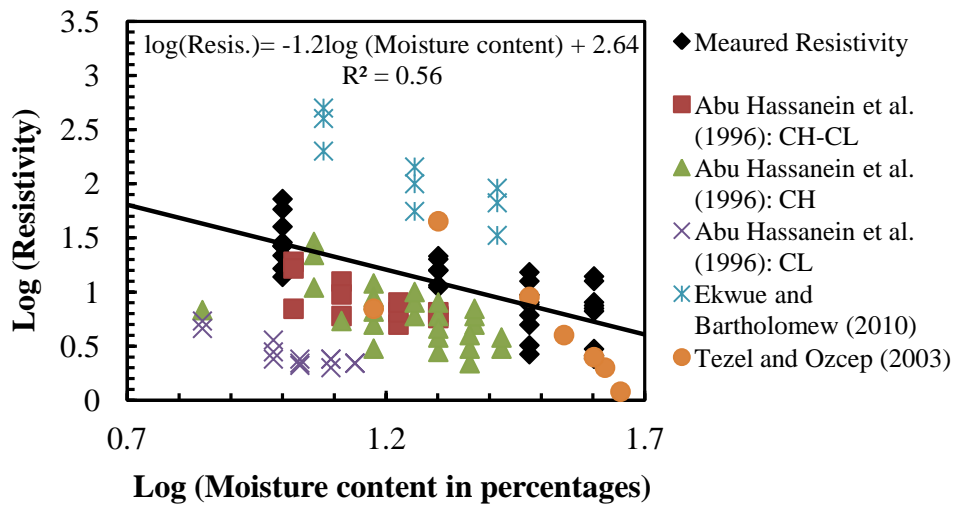 3.5
3
2.5
2
1.5
1
0.5
0
Log (Resistivity)
log(Resis.)= -1.2log (Moisture content) + 2.64
R² = 0.56
0.7
1.2
1.7
Log (Moisture content in percentages)
Meaured Resistivity
Abu Hassanein et al.
(1996): CH-CL
Abu Hassanein et al.
(1996): CH
Abu Hassanein et al.
(1996): CL
Ekwue and
Bartholomew (2010)
Tezel and Ozcep (2003)